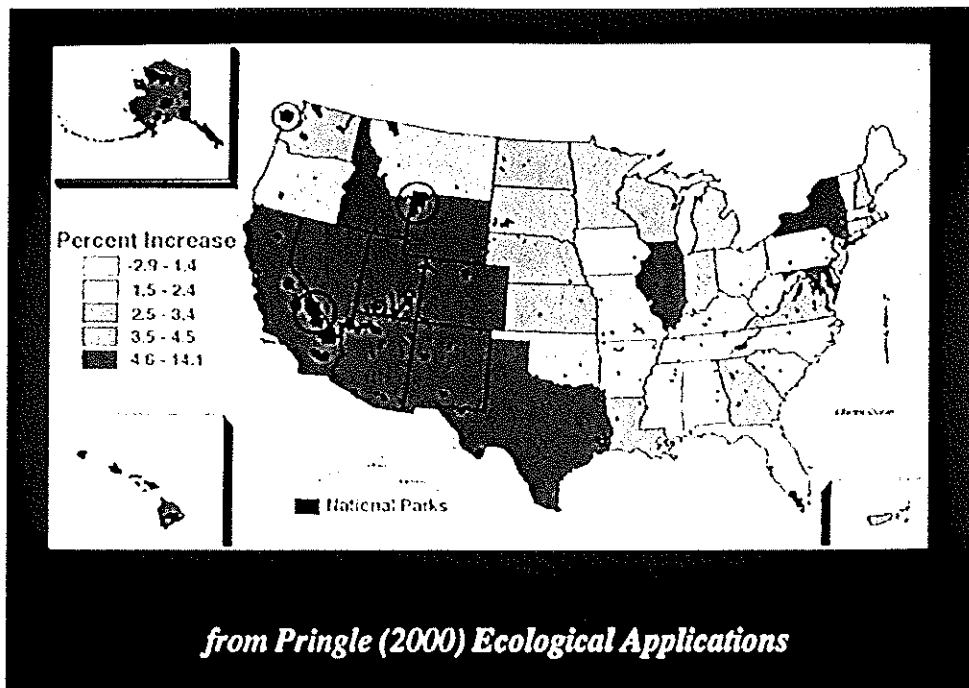 Percent Increase
-2.9 - 1.4
1.5 - 2.4
2.5 - 3.4
3.5 - 4.5
4.6 - 14.1
National Parks
from Pringle (2000) Ecological Applications